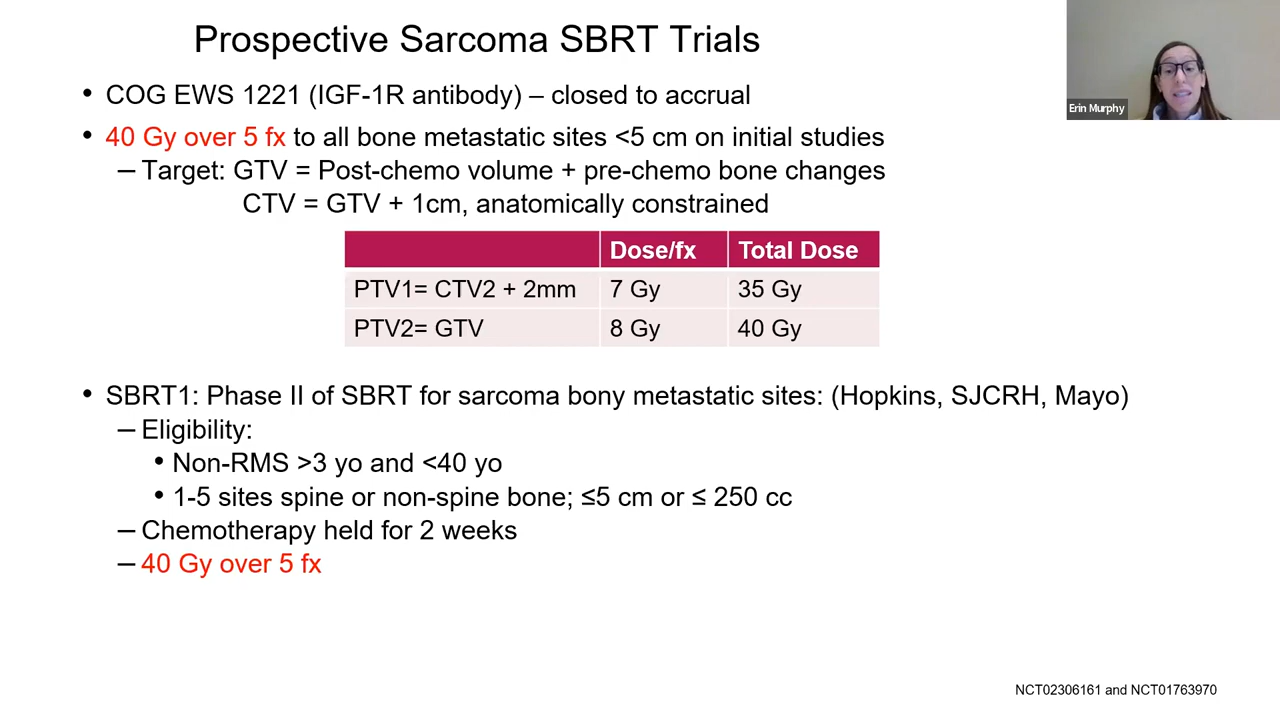 Prospective Sarcoma SBRT Trials
Erin Murphy
• COG EWS 1221 (IGF-1R antibody) – closed to accrual
• 40 Gy over 5 fx to all bone metastatic sites <5 cm on initial studies
– Target: GTV = Post-chemo volume + pre-chemo bone changes
CTV = GTV + 1cm, anatomically constrained
Dose/fx Total Dose
PTV1= CTV2 + 2mm 7 Gy 35 Gy
PTV2= GTV 8 Gy 40 Gy
• SBRT1: Phase II of SBRT for sarcoma bony metastatic sites: (Hopkins, SJCRH, Mayo)
– Eligibility:
• Non-RMS >3 yo and <40 yo
• 1-5 sites spine or non-spine bone; ≤5 cm or ≤ 250 cc
– Chemotherapy held for 2 weeks
– 40 Gy over 5 fx
NCT02306161 and NCT01763970